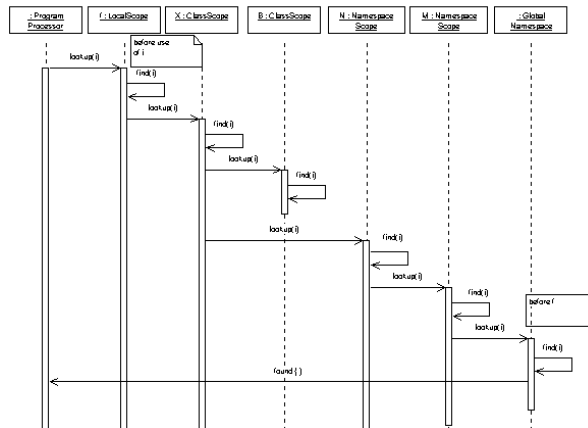 : Program
Processor
f : LocalScope
X : ClassScope
B : ClassScope
N : Namespace
Scope
M : Namespace
Scope
: Global
Namespace
before use
of i
lookup(i)
find(i)
lookup(i)
find(i)
lookup(i)
find(i)
lookup(i)
find(i)
lookup(i)
find(i)
before f
lookup(i)
find(i)
found( )